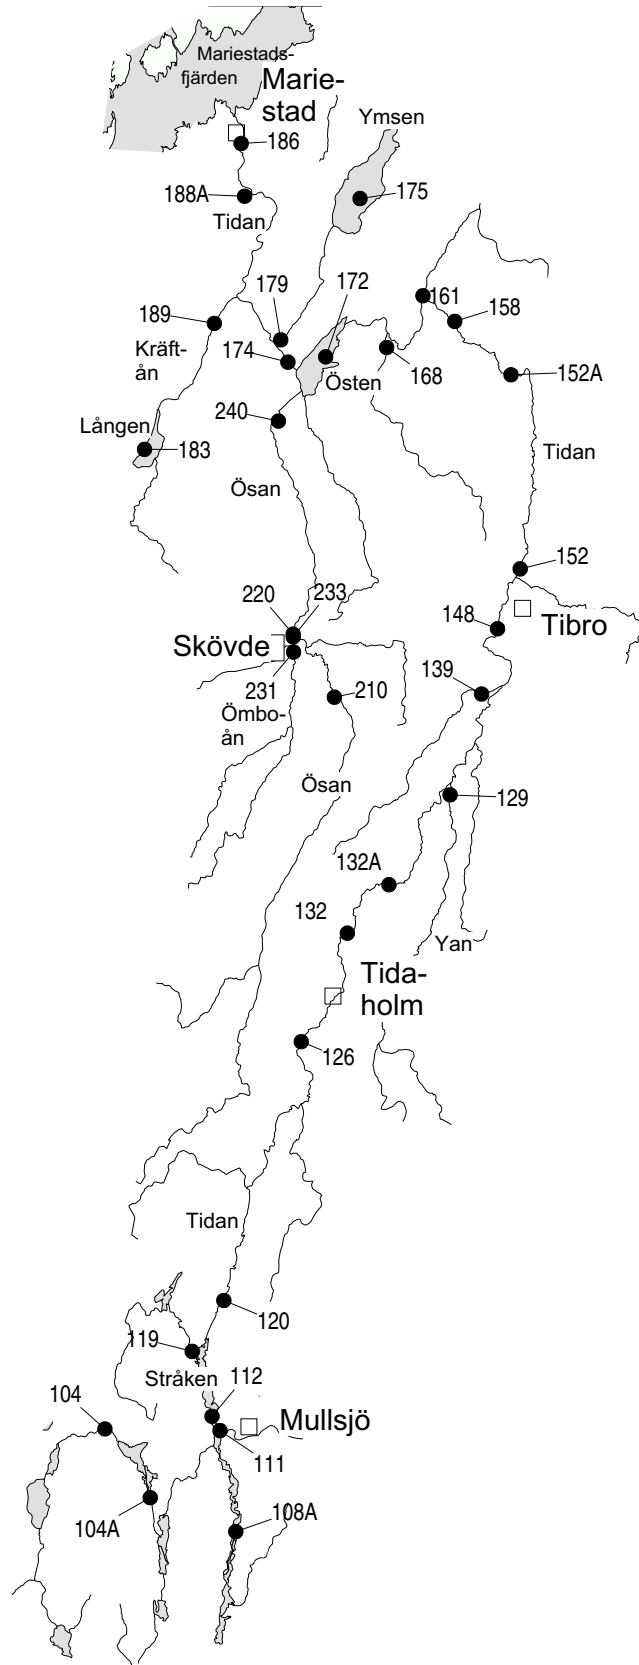 Mariestads-
fjärden
Marie-
stad
Ymsen
186
188A
175
Tidan
179
172
161
158
189
Kräft-
ån
174
Östen
168
152A
240
Lången
183
Tidan
Ösan
152
220
233
148
Tibro
Skövde
231
139
210
Ömbo-
ån
Ösan
129
132A
132
Yan
Tida-
holm
126
Tidan
120
119
Stråken
112
104
Mullsjö
111
104A
108A